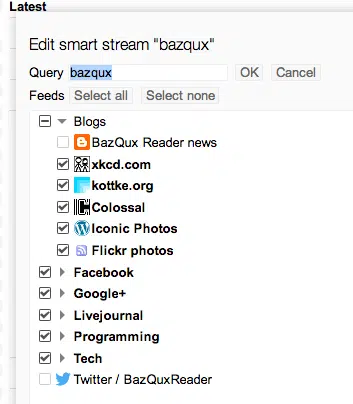 Latest
Edit smart stream "bazqux"
Query bazqux OK Cancel
Feeds Select all Select none
Blogs
BazQux Reader news
xkcd.com
kottke.org
Colossal
Iconic Photos
Flickr photos
Facebook
Google+
Livejournal
Programming
Tech
Twitter / BazQuxReader